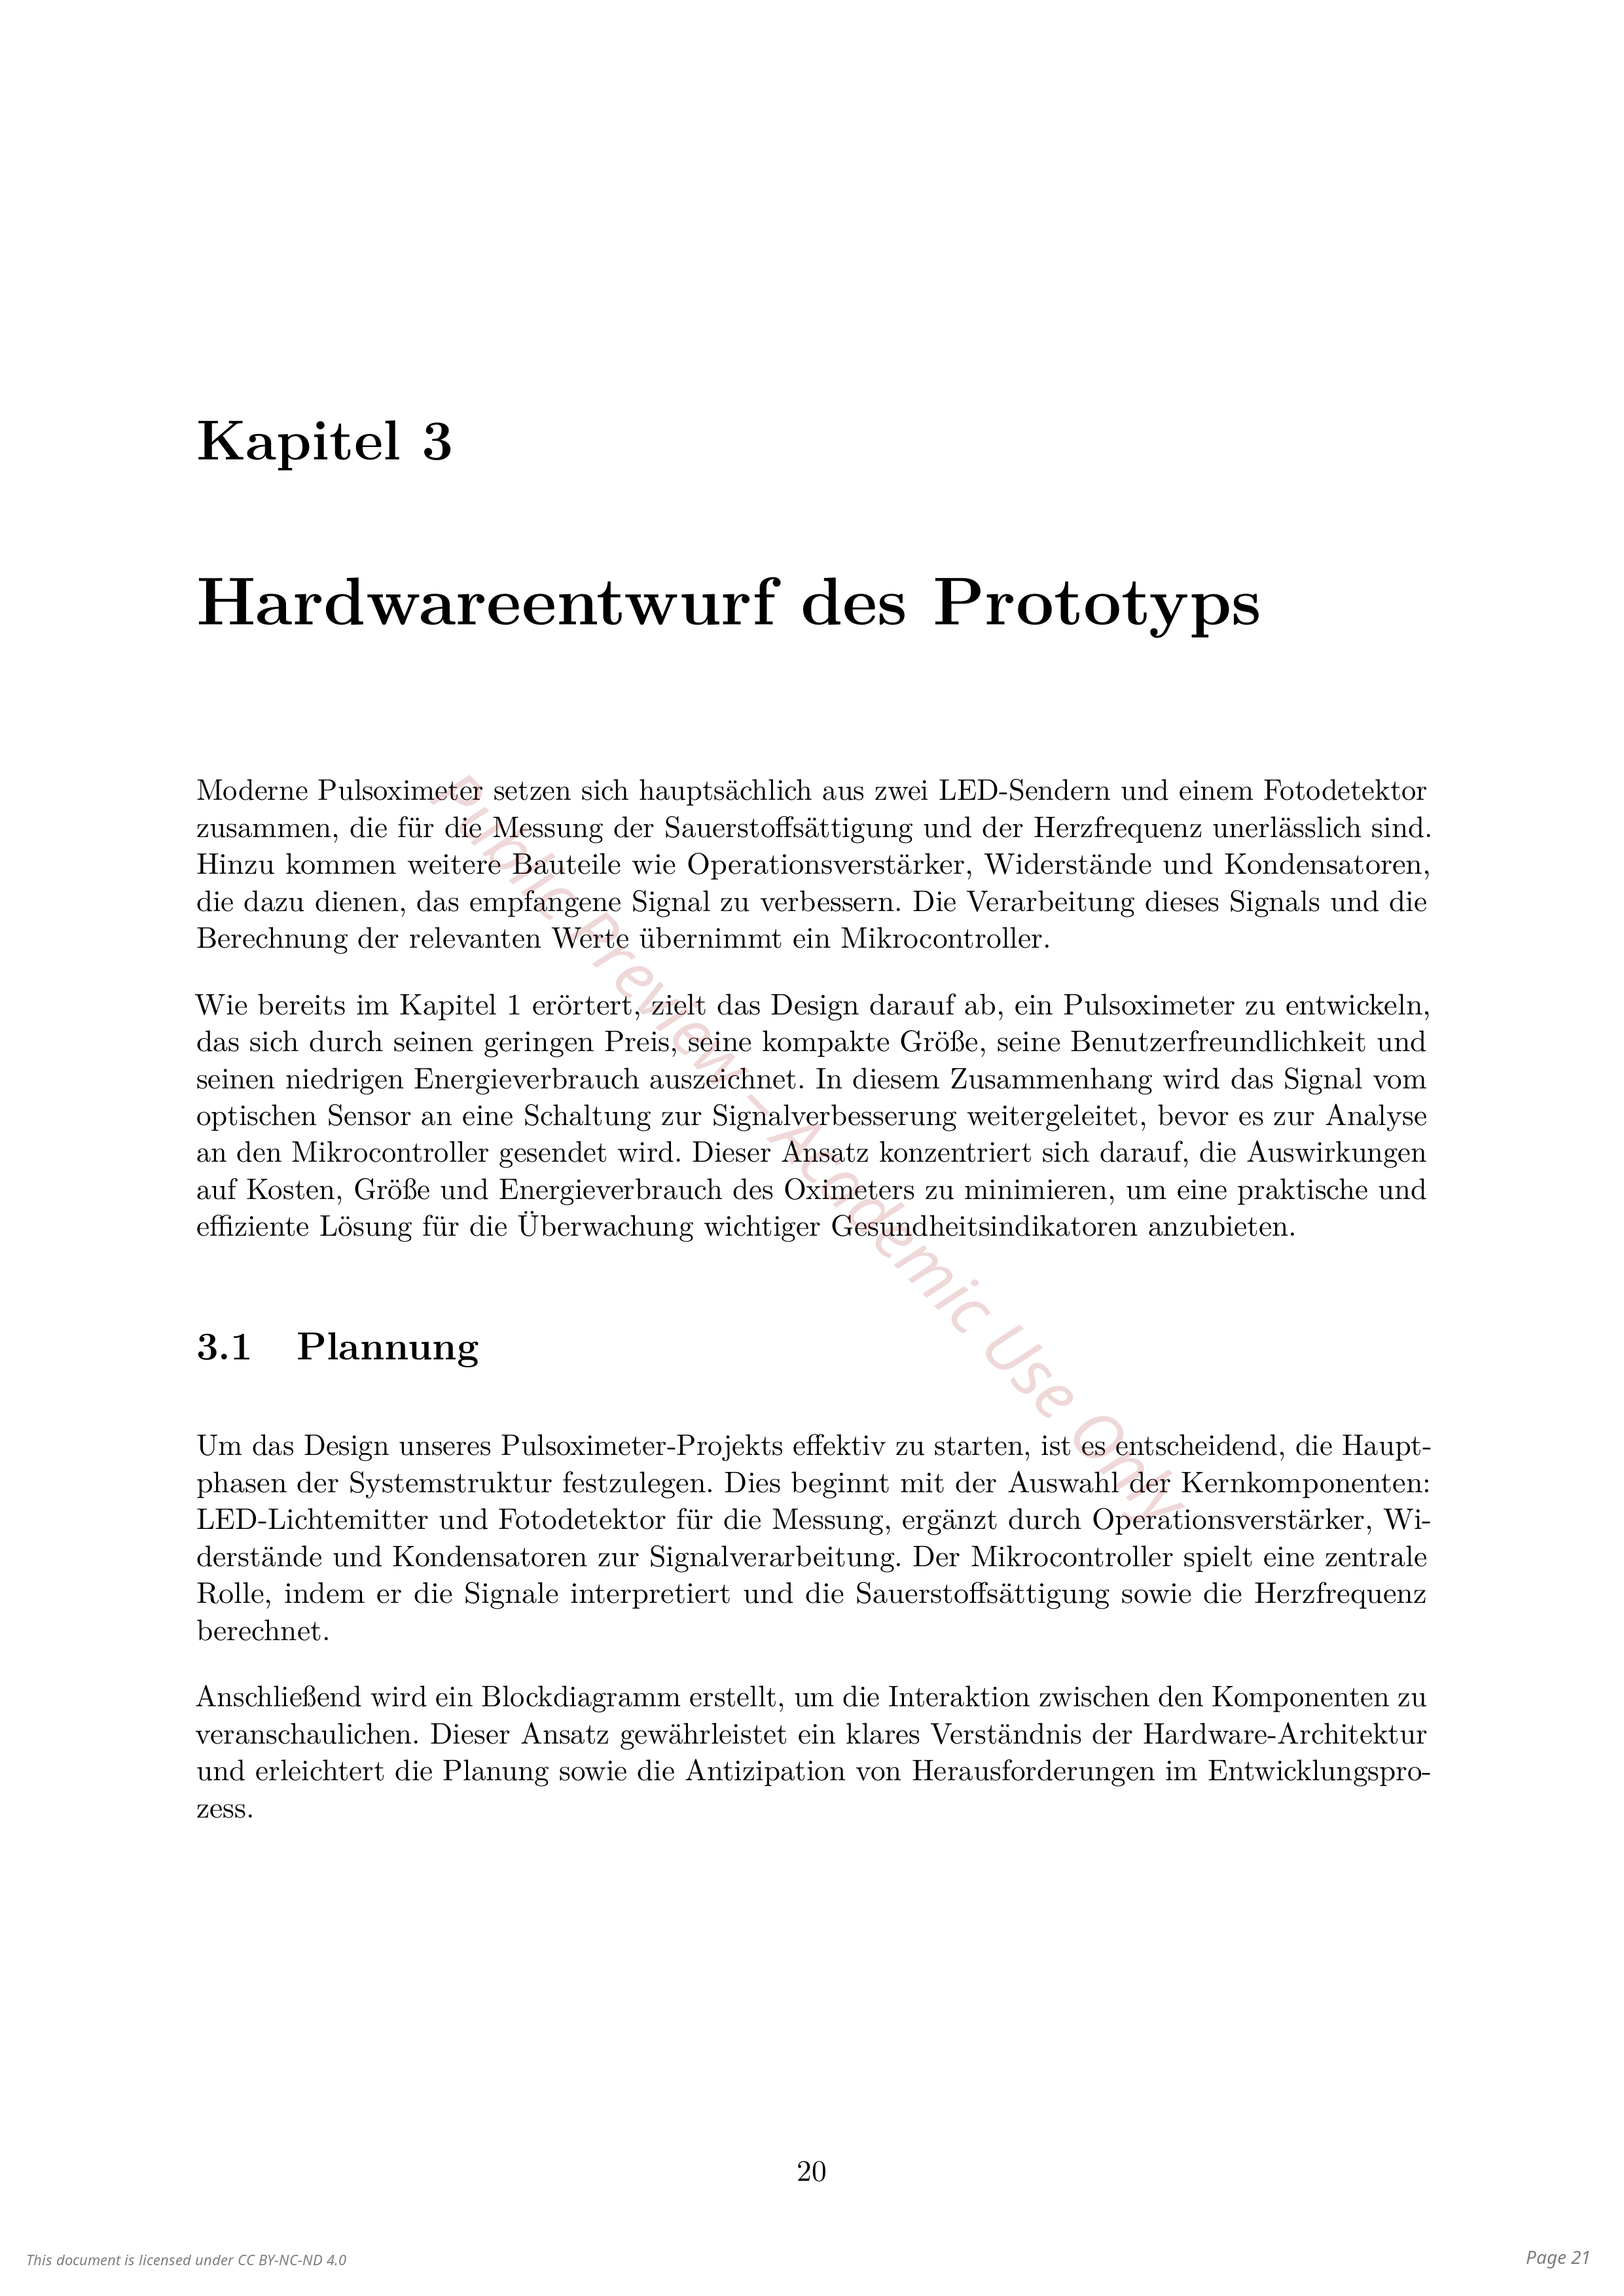 Kapitel 3
Hardwareentwurf des Prototyps
Moderne Pulsoximeter setzen sich hauptsächlich aus zwei LED-Sendern und einem Fotodetektor
zusammen, die für die Messung der Sauerstoffsättigung und der Herzfrequenz unerlässlich sind.
Hinzu kommen weitere Bauteile wie Operationsverstärker, Widerstände und Kondensatoren,
die dazu dienen, das empfangene Signal zu verbessern. Die Verarbeitung dieses Signals und die
Berechnung der relevanten Werte übernimmt ein Mikrocontroller.
Wie bereits im Kapitel 1 erörtert, zielt das Design darauf ab, ein Pulsoximeter zu entwickeln,
das sich durch seinen geringen Preis, seine kompakte Größe, seine Benutzerfreundlichkeit und
seinen niedrigen Energieverbrauch auszeichnet. In diesem Zusammenhang wird das Signal vom
optischen Sensor an eine Schaltung zur Signalverbesserung weitergeleitet, bevor es zur Analyse
an den Mikrocontroller gesendet wird. Dieser Ansatz konzentriert sich darauf, die Auswirkungen
auf Kosten, Größe und Energieverbrauch des Oximeters zu minimieren, um eine praktische und
effiziente Lösung für die Überwachung wichtiger Gesundheitsindikatoren anzubieten.
3.1 Plannung
Um das Design unseres Pulsoximeter-Projekts effektiv zu starten, ist es entscheidend, die Haupt-
phasen der Systemstruktur festzulegen. Dies beginnt mit der Auswahl der Kernkomponenten:
LED-Lichtemitter und Fotodetektor für die Messung, ergänzt durch Operationsverstärker, Wi-
derstände und Kondensatoren zur Signalverarbeitung. Der Mikrocontroller spielt eine zentrale
Rolle, indem er die Signale interpretiert und die Sauerstoffsättigung sowie die Herzfrequenz
berechnet.
Anschließend wird ein Blockdiagramm erstellt, um die Interaktion zwischen den Komponenten zu
veranschaulichen. Dieser Ansatz gewährleistet ein klares Verständnis der Hardware-Architektur
und erleichtert die Planung sowie die Antizipation von Herausforderungen im Entwicklungspro-
zess.
Public Preview – Academic Use Only
20
This document is licensed under CC BY-NC-ND 4.0
Page 21